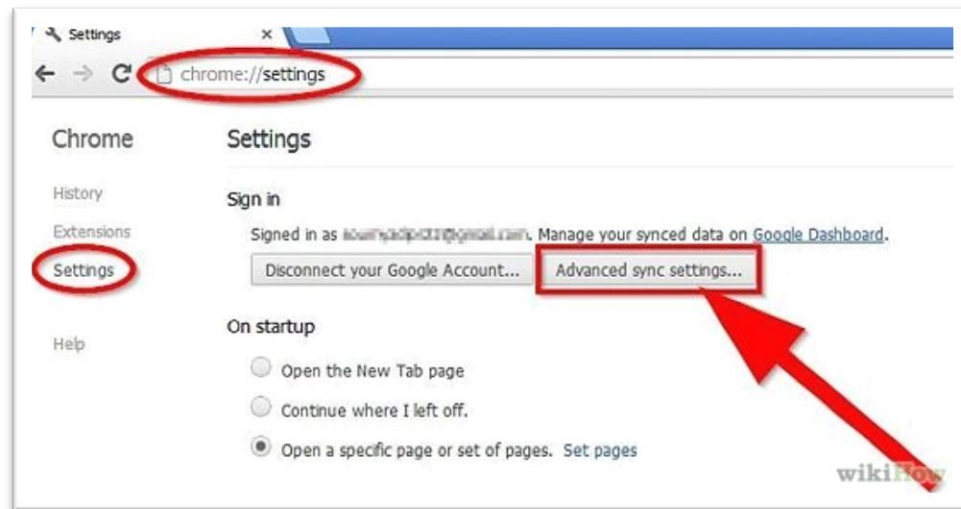 Settings
chrome://settings
Chrome
Settings
History
Sign in
Extensions
Signed in as . Manage your synced data on Google Dashboard.
Settings
Disconnect your Google Account... Advanced sync settings...
On startup
Help
Open the New Tab page
Continue where I left off.
Open a specific page or set of pages. Set pages
wikiHow